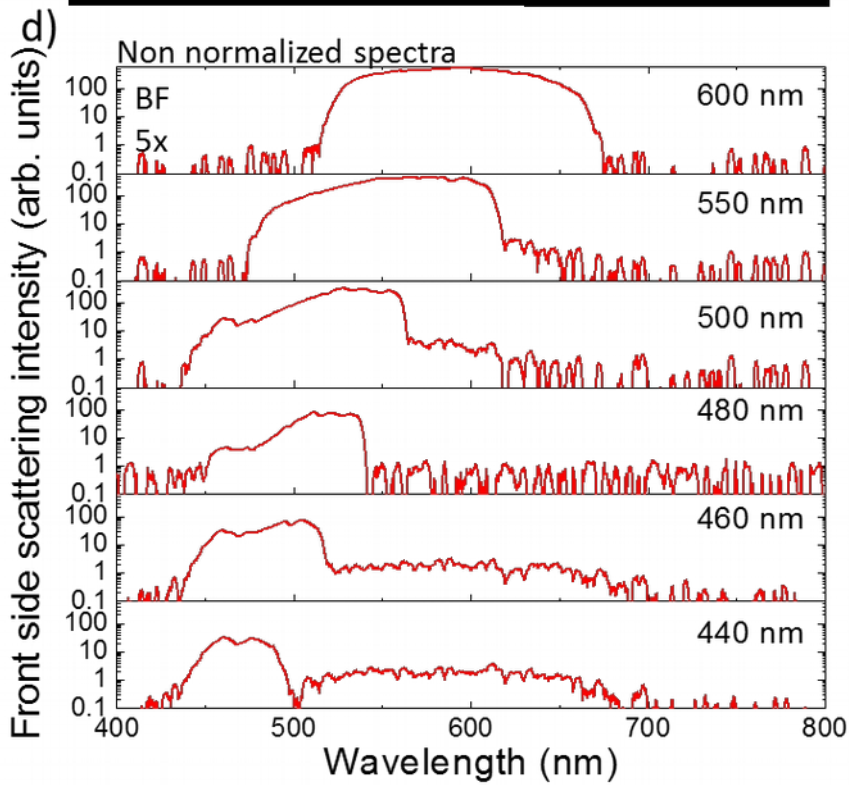 d)
Non normalized spectra
Front side scattering intensity (arb. units)
BF
5x
600 nm
100
10
1
0.1
550 nm
100
10
1
0.1
500 nm
100
10
1
0.1
480 nm
100
10
1
0.1
460 nm
100
10
1
0.1
440 nm
100
10
1
0.1
400 500 600 700 800
Wavelength (nm)